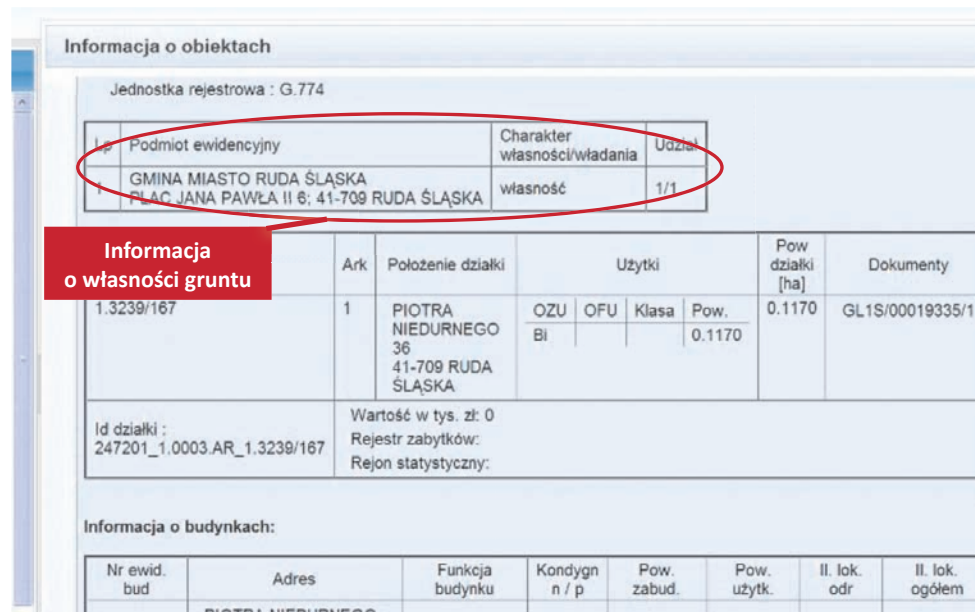 Informacja o obiektach
Jednostka rejestrowa : G.774
Lp Podmiot ewidencyjny Charakter własności/władania Udział
1 GMINA MIASTO RUDA ŚLĄSKA
PLAC JANA PAWŁA II 6; 41-709 RUDA ŚLĄSKA własność 1/1
Informacja
o własności gruntu
Ark Położenie działki Użytki Pow działki [ha] Dokumenty
1.3239/167 1 PIOTRA OZU OFU Klasa Pow. 0.1170 GL1S/00019335/1
NIEDURNEGO Bi 0.1170
36
41-709 RUDA
ŚLĄSKA
Id działki :
247201_1.0003.AR_1.3239/167
Wartość w tys. zł: 0
Rejestr zabytków:
Rejon statystyczny:
Informacja o budynkach:
Nr ewid. bud Adres Funkcja budynku Kondygn n / p Pow. zabud. Pow. użytk. Il. lok. odr Il. lok. ogółem
PIOTRA NIEDURNEGO